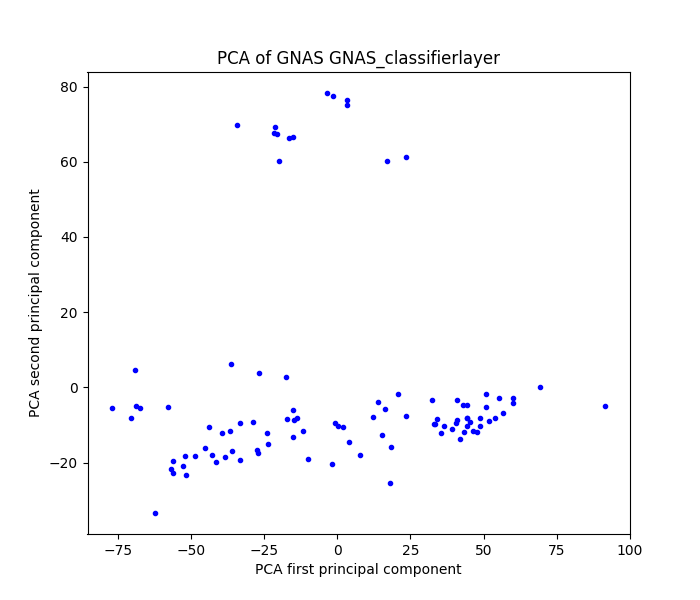 PCA of GNAS GNAS_classifierlayer
80
60
40
20
0
−20
PCA second principal component
−75 −50 −25 0 25 50 75 100
PCA first principal component